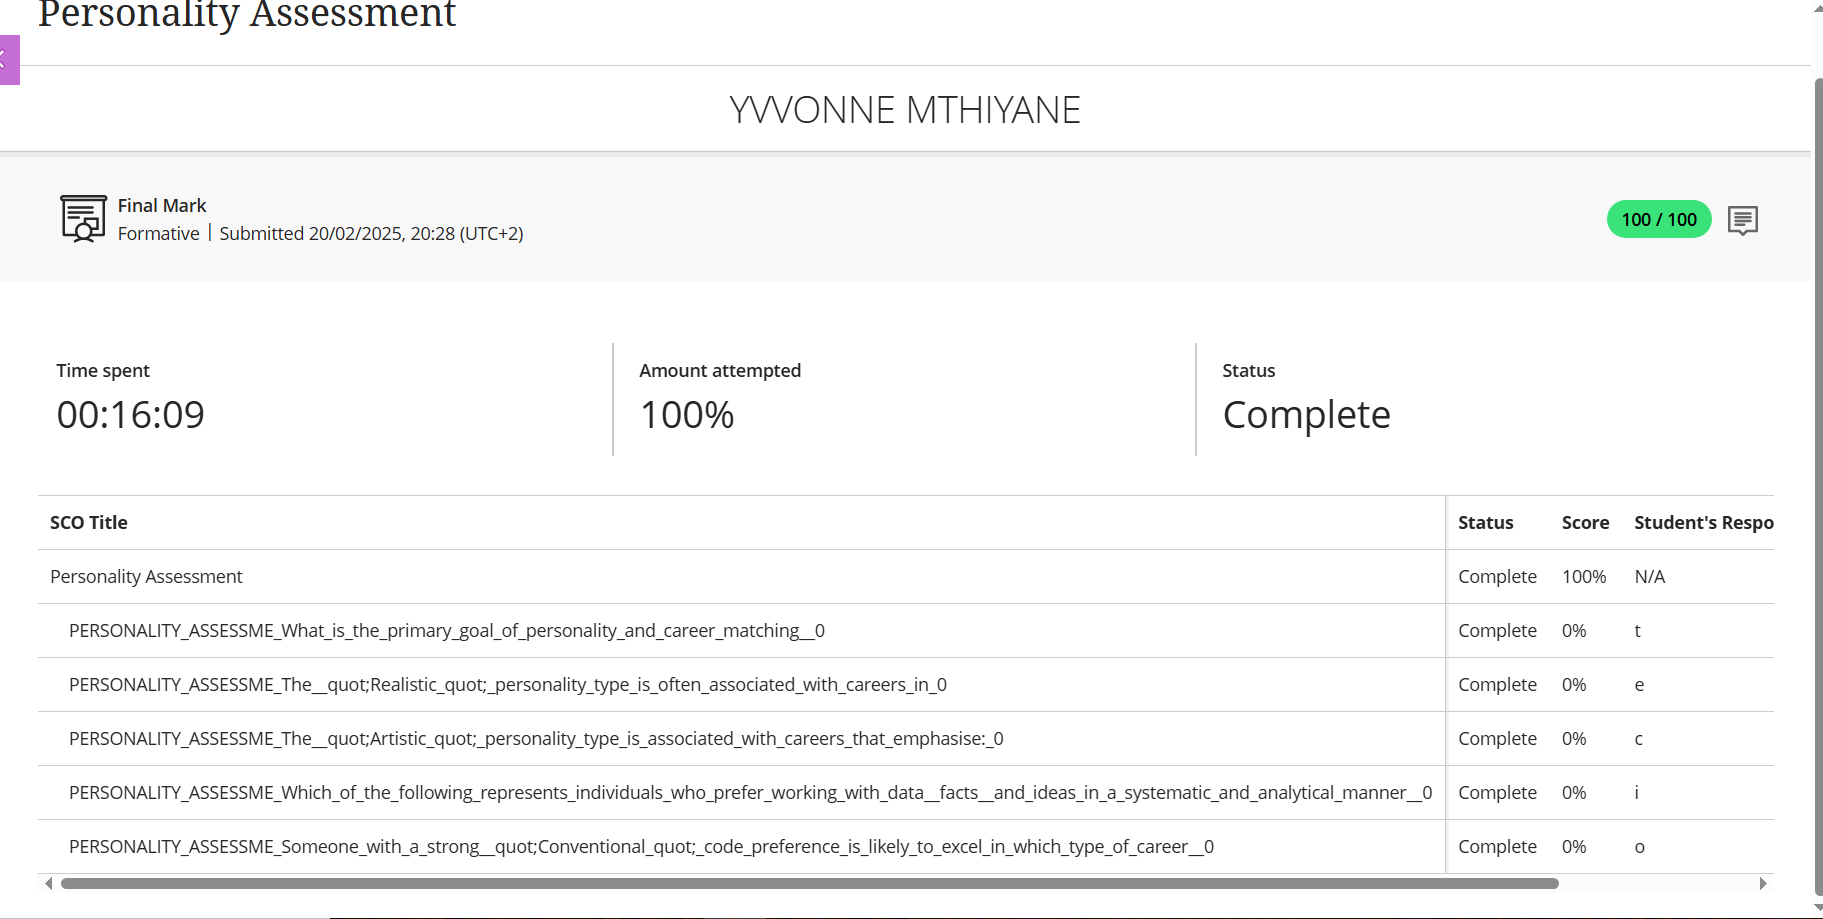 Personality Assessment
YVVONNE MTHIYANE
Final Mark
Formative | Submitted 20/02/2025, 20:28 (UTC+2)
100 / 100
Time spent
00:16:09
Amount attempted
100%
Status
Complete
SCO Title Status Score Student's Respo
Personality Assessment Complete 100% N/A
PERSONALITY_ASSESSME_What_is_the_primary_goal_of_personality_and_career_matching__0 Complete 0% t
PERSONALITY_ASSESSME_The__quot;Realistic_quot;_personality_type_is_often_associated_with_careers_in_0 Complete 0% e
PERSONALITY_ASSESSME_The__quot;Artistic_quot;_personality_type_is_associated_with_careers_that_emphasise:_0 Complete 0% c
PERSONALITY_ASSESSME_Which_of_the_following_represents_individuals_who_prefer_working_with_data__facts__and_ideas_in_a_systematic_and_analytical_manner__0 Complete 0% i
PERSONALITY_ASSESSME_Someone_with_a_strong__quot;Conventional_quot;_code_preference_is_likely_to_excel_in_which_type_of_career__0 Complete 0% o